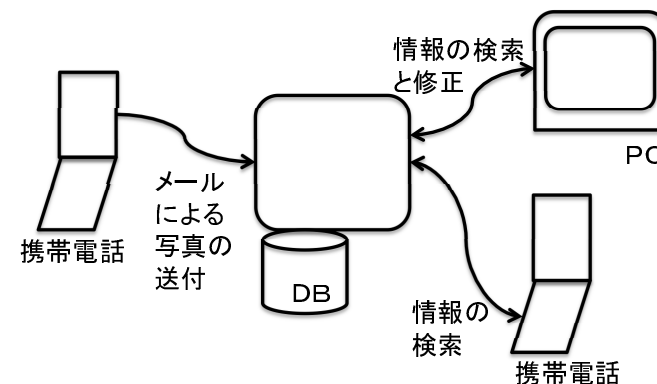 情報の検索
と修正
PC
メール
による
写真の
送付
携帯電話
DB
情報の
検索
携帯電話